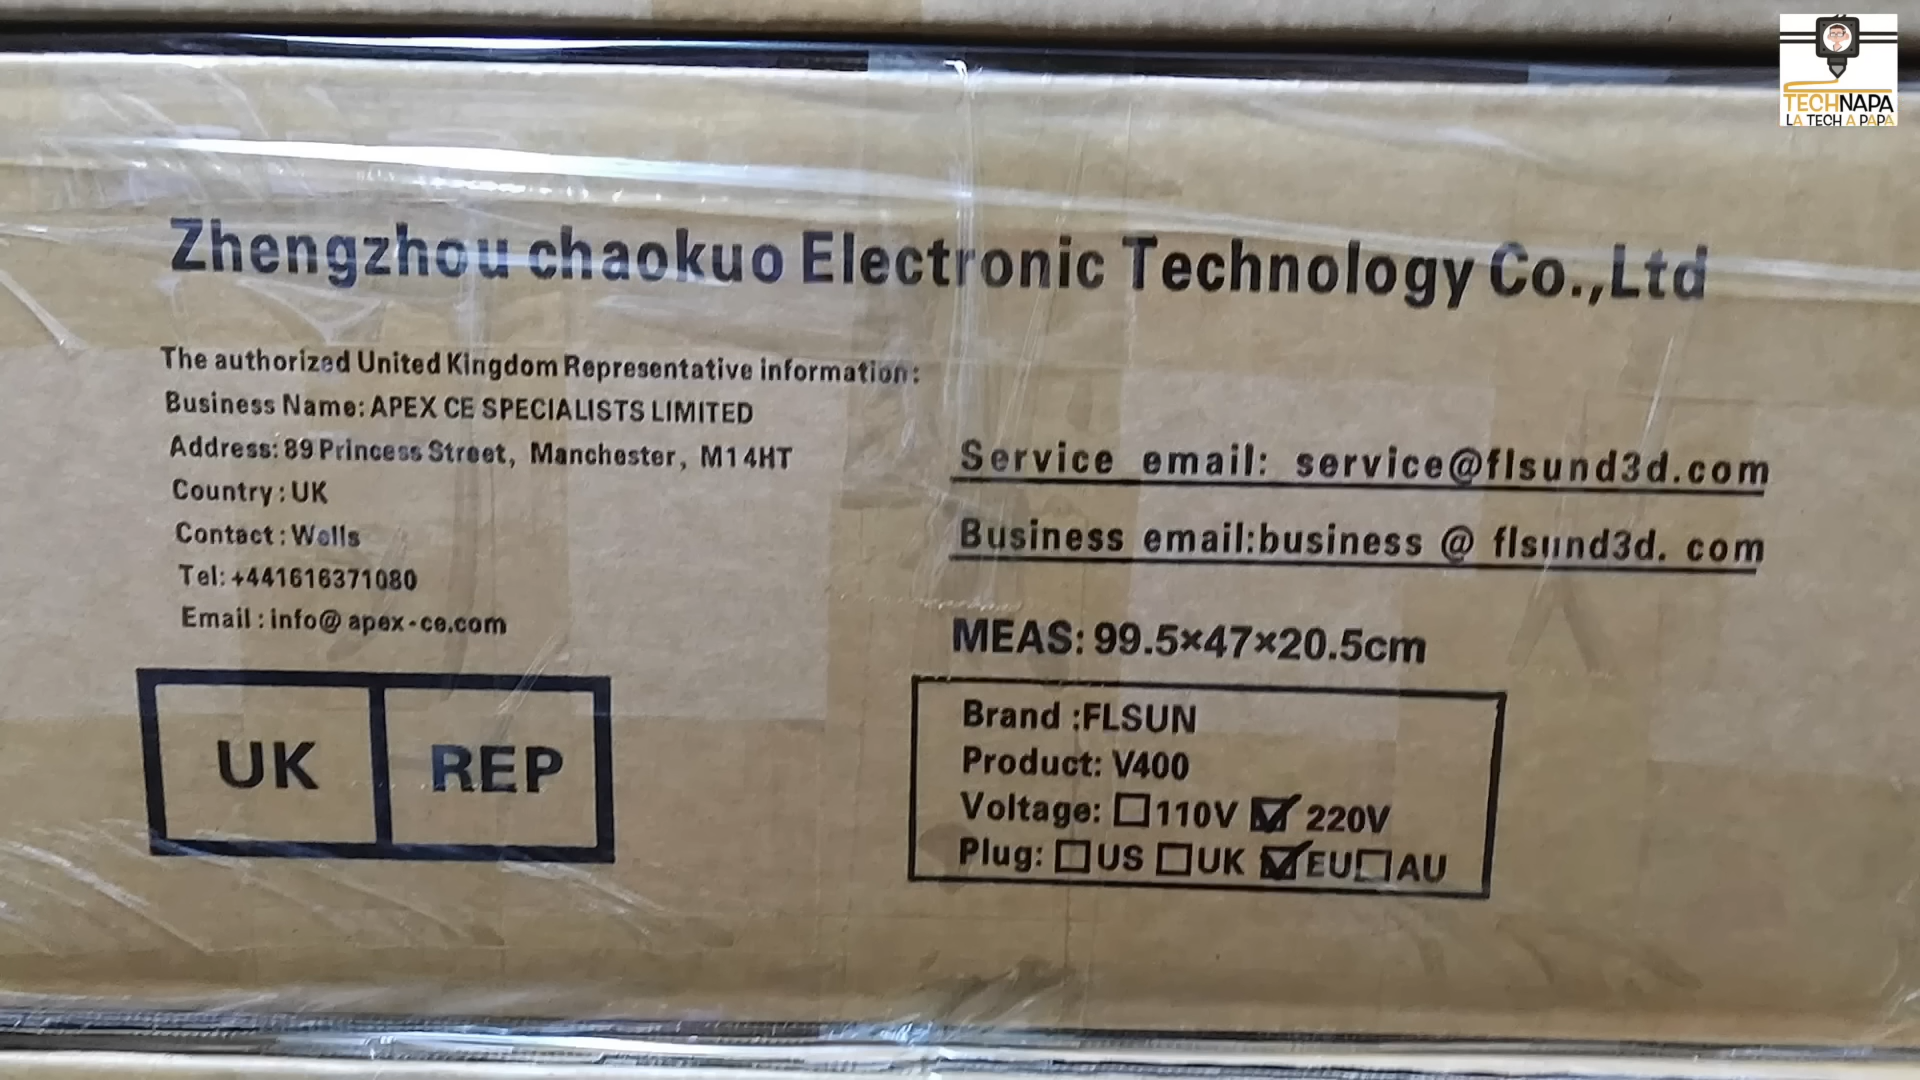 TECHNAPA
LA TECH A PAPA
Zhengzhou chaokuo Electronic Technology Co.,Ltd
The authorized United Kingdom Representative information:
Business Name: APEX CE SPECIALISTS LIMITED
Address: 89 Princess Street, Manchester, M14HT
Country: UK
Contact: Wells
Tel: +441616371080
Email: info@ apex-ce.com
UK REP
Service email: service@flsund3d.com
Business email:business @ flsund3d. com
MEAS: 99.5×47×20.5cm
Brand :FLSUN
Product: V400
Voltage: ☐110V ☑ 220V
Plug: ☐US ☐UK ☑EU☐AU